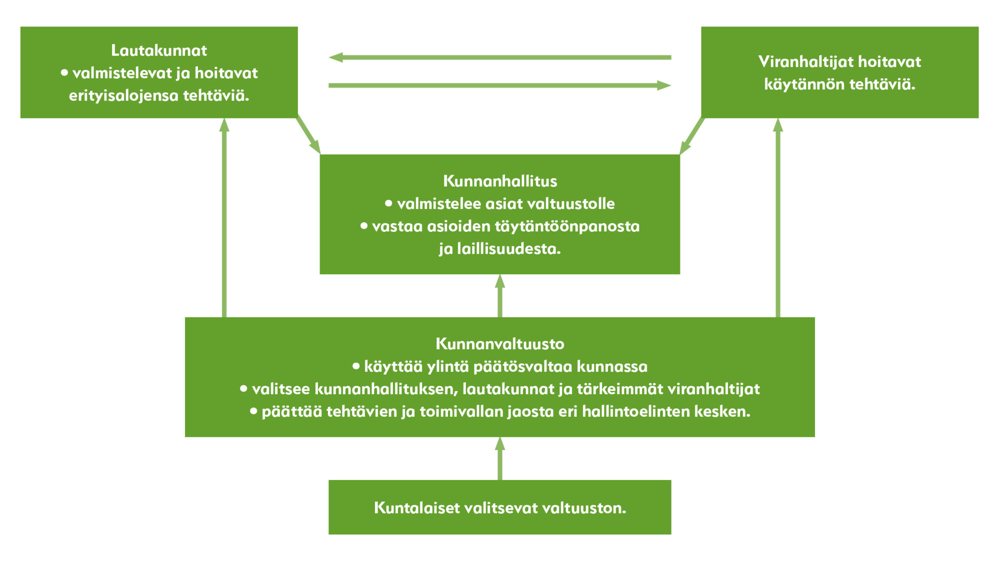 Lautakunnat
• valmistelevat ja hoitavat
erityisalojensa tehtäviä.
Viranhaltijat hoitavat
käytännön tehtäviä.
Kunnanhallitus
• valmistelee asiat valtuustolle
• vastaa asioiden täytäntöönpanosta
ja laillisuudesta.
Kunnanvaltuusto
• käyttää ylintä päätösvaltaa kunnassa
• valitsee kunnanhallituksen, lautakunnat ja tärkeimmät viranhaltijat
• päättää tehtävien ja toimivallan jaosta eri hallintoelinten kesken.
Kuntalaiset valitsevat valtuuston.